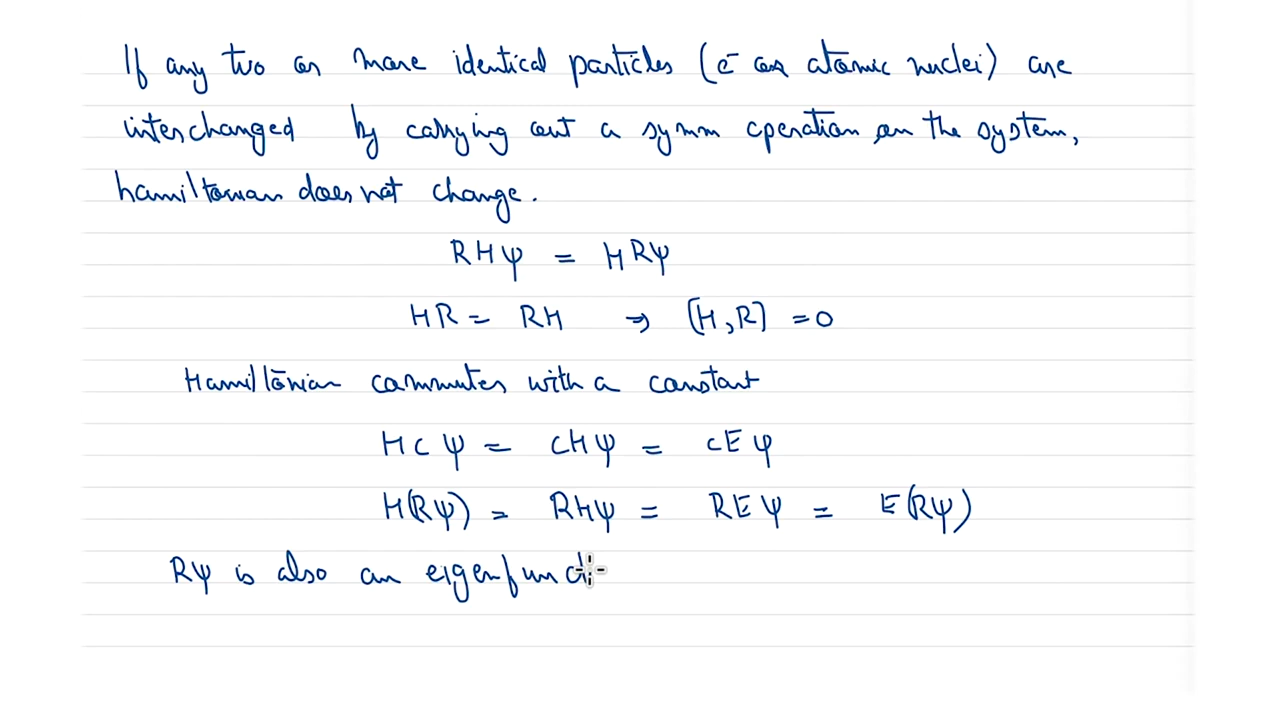 If any two or more identical particles (e⁻ or atomic nuclei) are
interchanged by carrying out a symm operation on the system,
hamiltonian does not change.
RHψ = HRψ
HR = RH ⇒ [H,R] = 0
Hamiltonian commutes with a constant
HCψ = CHψ = CEψ
H(Rψ) = RHψ = REψ = E(Rψ)
Rψ is also an eigenfuncti